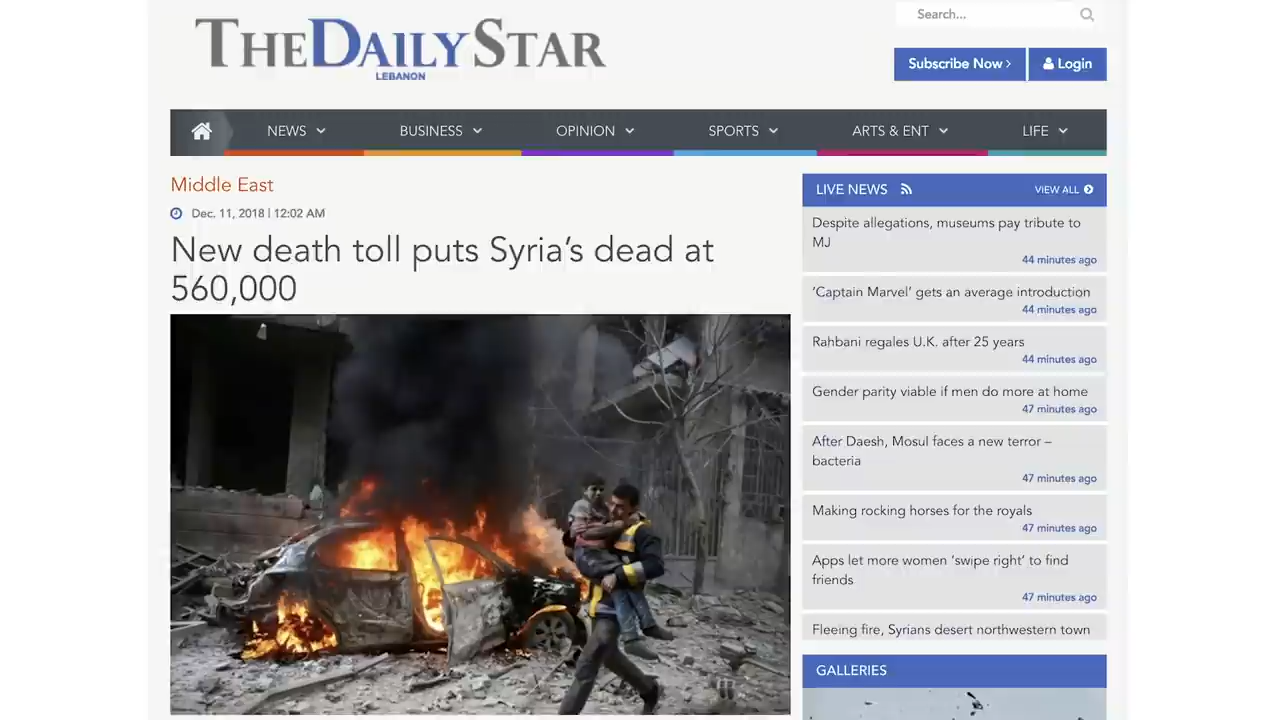 THEDAILYSTAR
LEBANON
Search...
Subscribe Now
Login
NEWS
BUSINESS
OPINION
SPORTS
ARTS & ENT
LIFE
Middle East
Dec. 11, 2018 | 12:02 AM
New death toll puts Syria's dead at
560,000
LIVE NEWS
VIEW ALL
Despite allegations, museums pay tribute to
MJ
44 minutes ago
'Captain Marvel' gets an average introduction
44 minutes ago
Rahbani regales U.K. after 25 years
44 minutes ago
Gender parity viable if men do more at home
47 minutes ago
After Daesh, Mosul faces a new terror –
bacteria
47 minutes ago
Making rocking horses for the royals
47 minutes ago
Apps let more women 'swipe right' to find
friends
47 minutes ago
Fleeing fire, Syrians desert northwestern town
GALLERIES